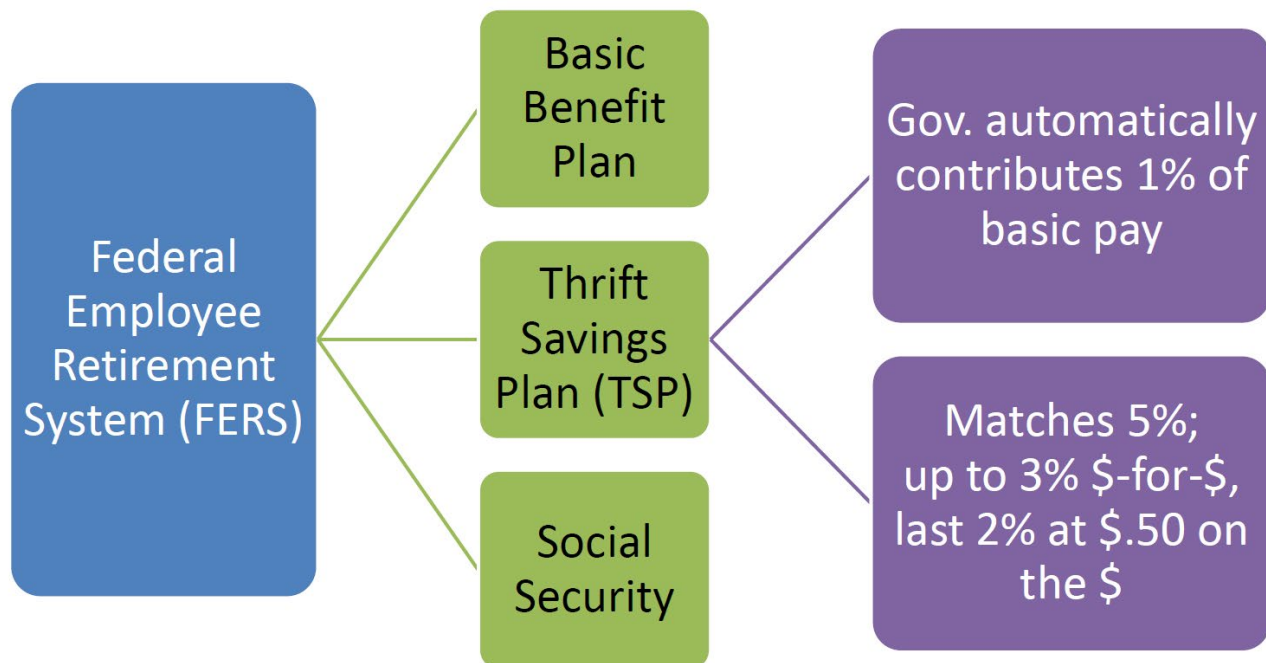 Federal
Employee
Retirement
System (FERS)
Basic
Benefit
Plan
Thrift
Savings
Plan (TSP)
Social
Security
Gov. automatically
contributes 1% of
basic pay
Matches 5%;
up to 3% $-for-$,
last 2% at $.50 on
the $